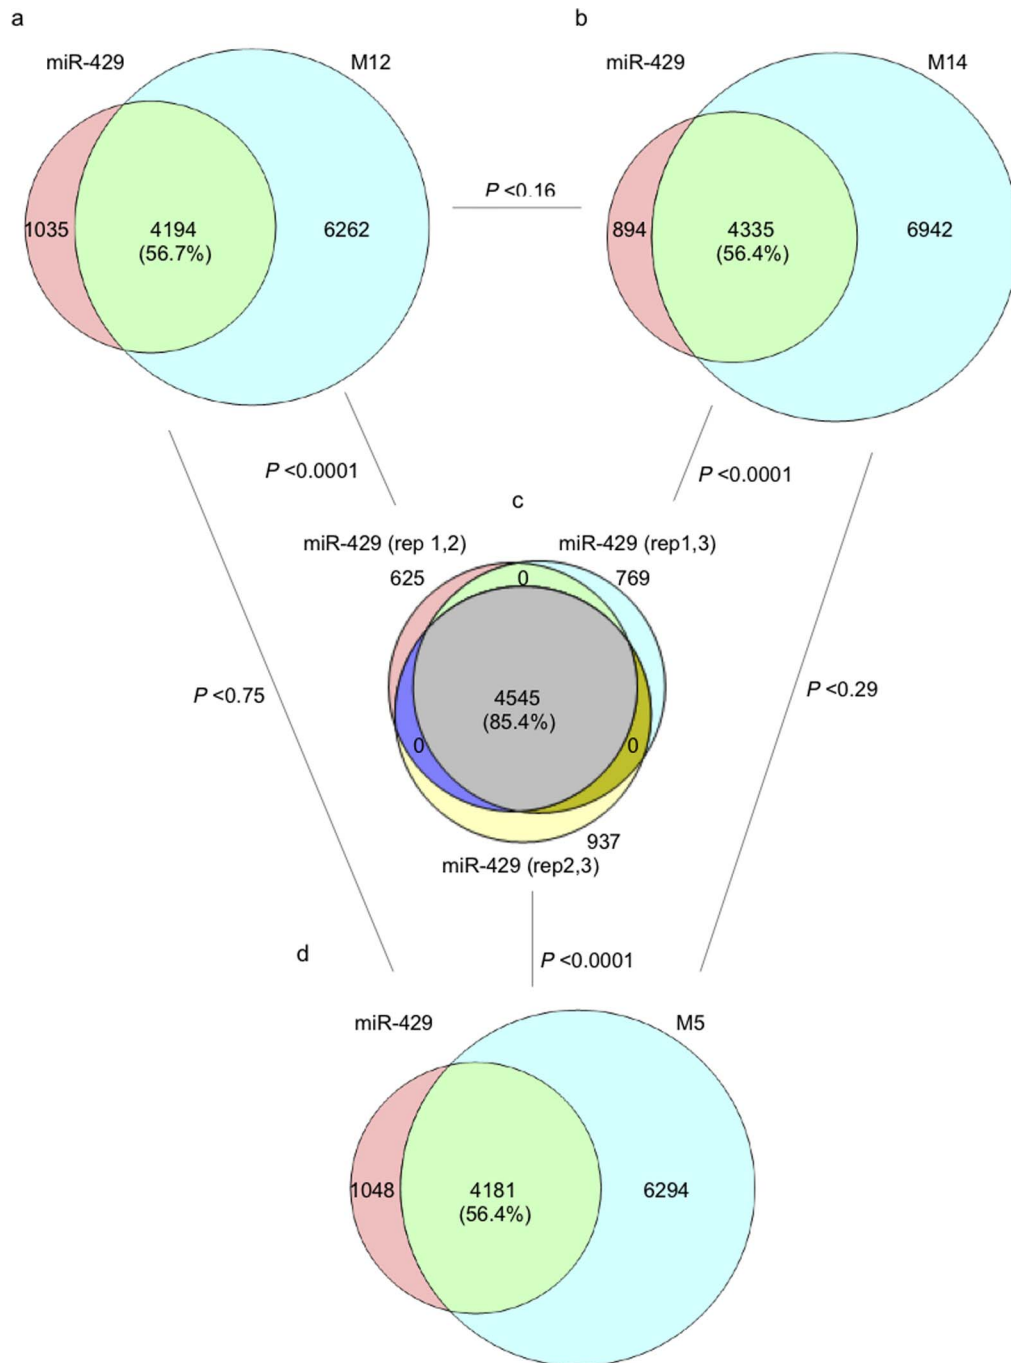 a
b
miR-429
M12
miR-429
M14
P <0.16
1035
4194
(56.7%)
6262
894
4335
(56.4%)
6942
P <0.0001
P <0.0001
c
miR-429 (rep 1,2)
miR-429 (rep1,3)
625
0
769
P <0.75
P <0.29
4545
(85.4%)
0
0
937
miR-429 (rep2,3)
d
P <0.0001
miR-429
M5
1048
4181
(56.4%)
6294